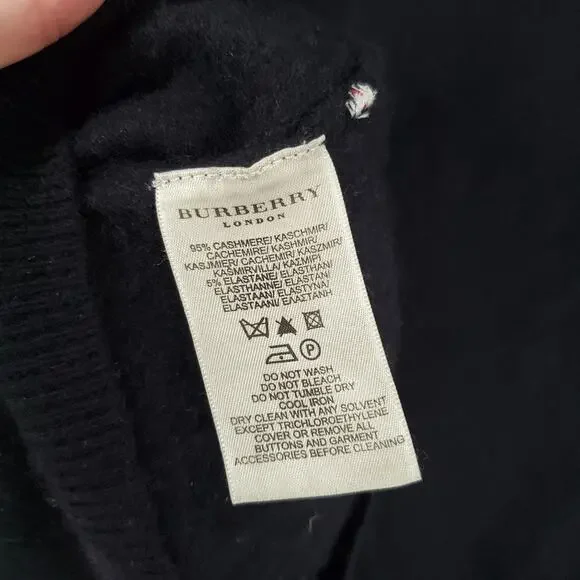 BURBERRY
LONDON
95% CASHMERE/ KASCHMIR/
CACHEMIRE/ KASHMIR/
KASJMIER/ CACHEMIR/ KASZMIR/
KAŠMIRVILLA/ ΚΑΣΜΙΡΙ
5% ELASTANE/ ELASTHAN/
ELASTHANNE/ ELASTAN/
ELASTAAN/ ELASTYNA/
ELASTAANI/ ΕΛΑΣΤΑΝΗ
P
DO NOT WASH
DO NOT BLEACH
DO NOT TUMBLE DRY
COOL IRON
DRY CLEAN WITH ANY SOLVENT
EXCEPT TRICHLOROETHYLENE
COVER OR REMOVE ALL
BUTTONS AND GARMENT
ACCESSORIES BEFORE CLEANING